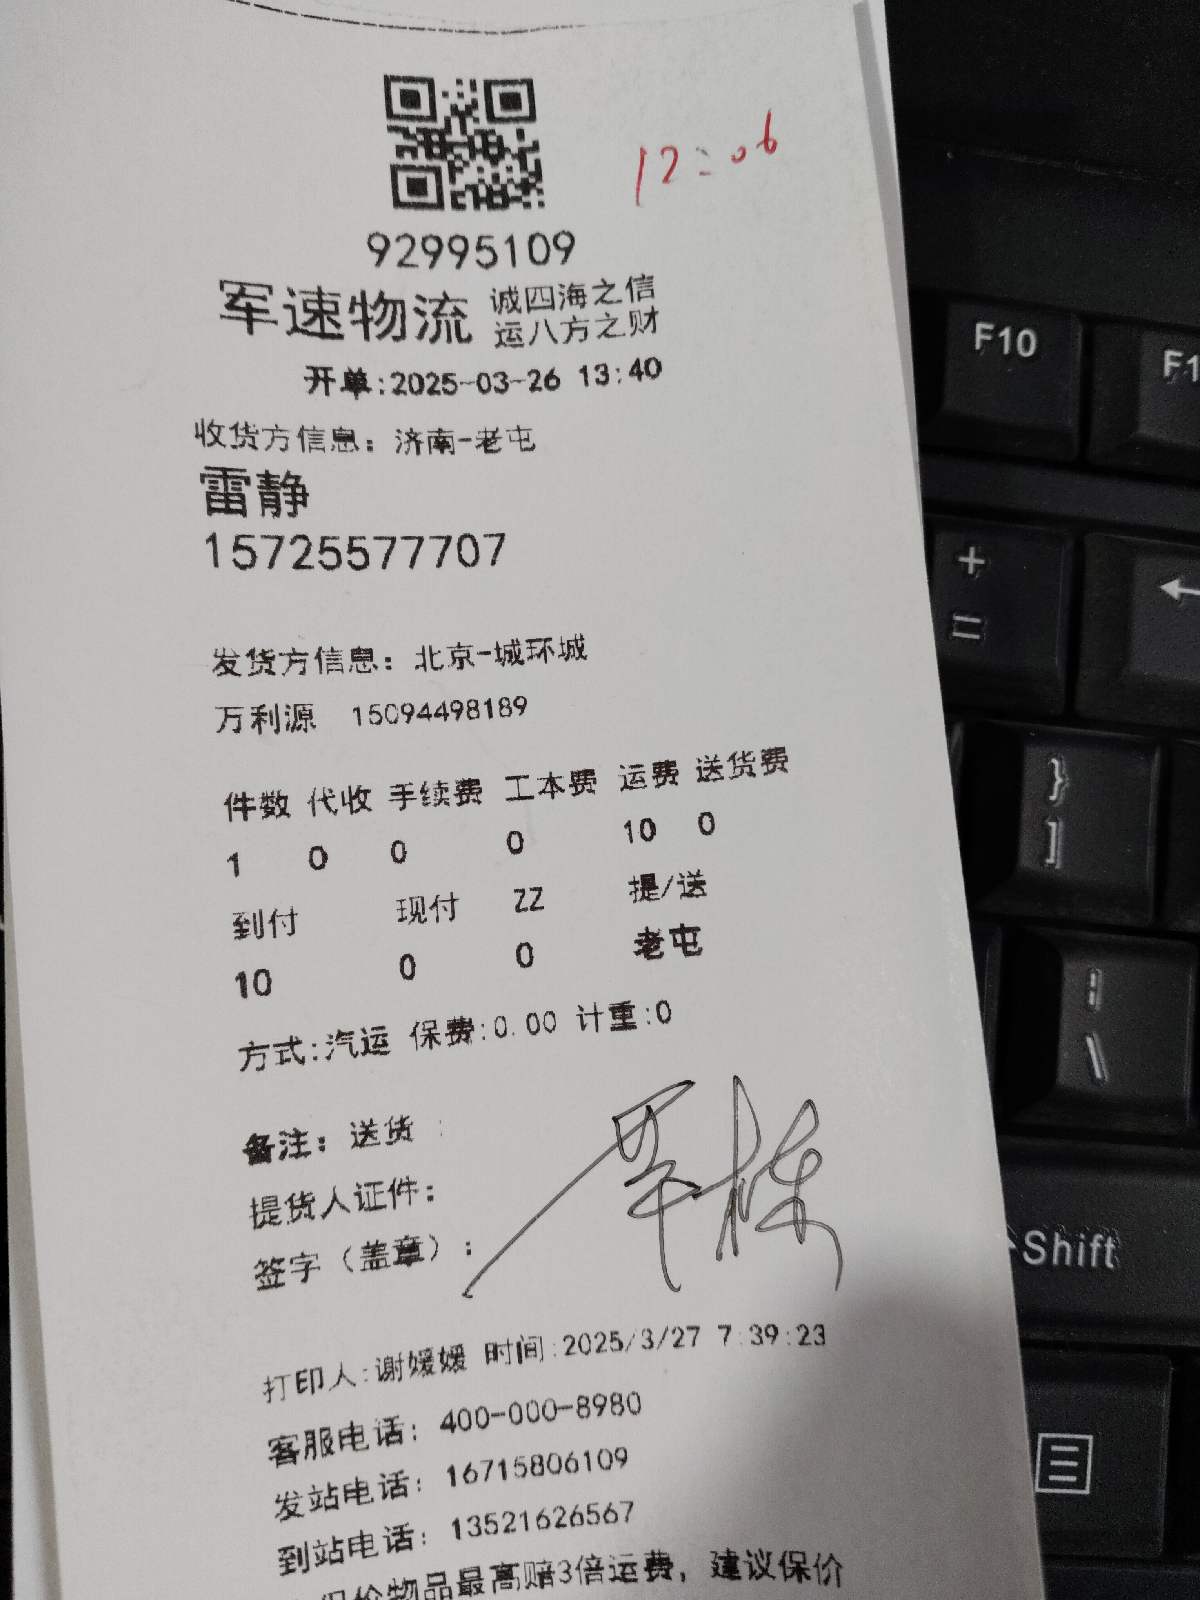 12:06
92995109
军速物流 诚四海之信
运八方之财
开单:2025-03-26 13:40
收货方信息：济南-老屯
雷静
15725577707
发货方信息：北京-城环城
万利源 15094498189
件数 代收 手续费 工本费 运费 送货费
1 0 0 0 10 0
到付 现付 ZZ 提/送
10 0 0 老屯
方式:汽运 保费:0.00 计重:0
备注：送货
提货人证件：
签字（盖章）：
打印人:谢媛媛 时间:2025/3/27 7:39:23
客服电话：400-000-8980
发站电话：16715806109
到站电话：13521626567
保价物品最高赔3倍运费，建议保价
F10
F1
+
=
}
]
|
\
Shift